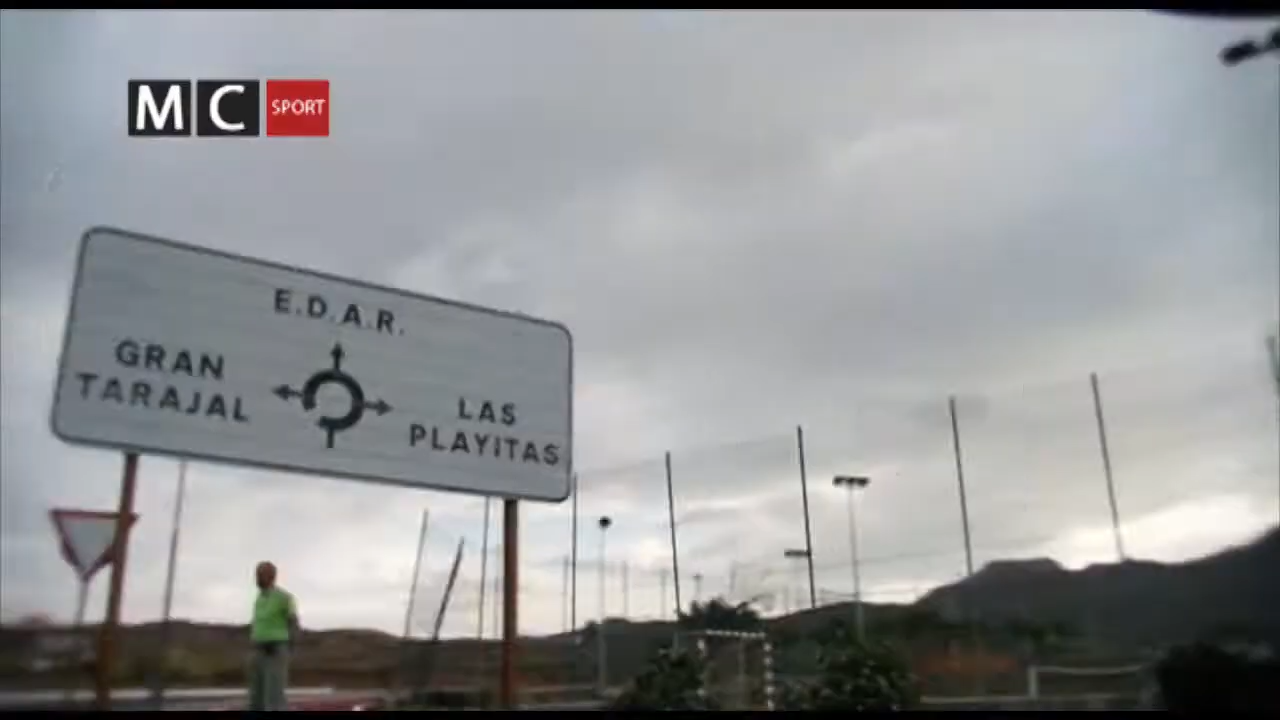 MC SPORT
E.D.A.R.
GRAN
TARAJAL
LAS
PLAYITAS